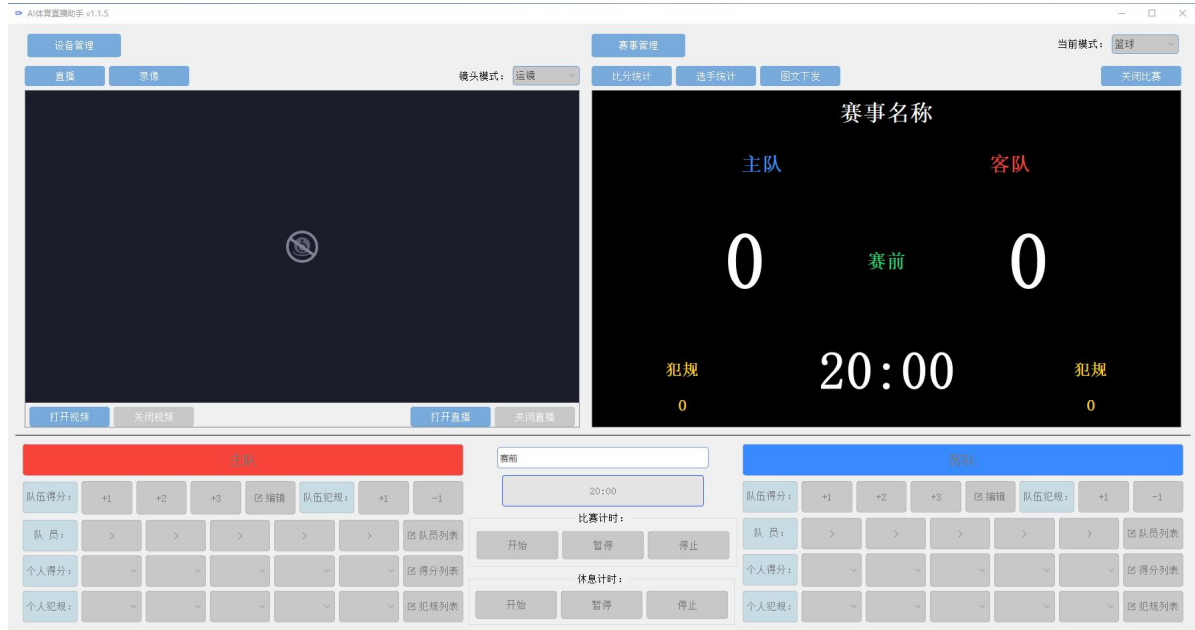 AI体育直播助手 v1.1.5
设备管理
赛事管理
当前模式： 篮球
直播 录像 镜头模式： 运镜
比分统计 选手统计 图文下发 关闭比赛
赛事名称
主队 客队
0 赛前 0
犯规 20:00 犯规
0 0
打开视频 关闭视频 打开直播 关闭直播
主队
队伍得分： +1 +2 +3 编辑 队伍犯规： +1 -1
队 员： > > > > > 队员列表
个人得分： 得分列表
个人犯规： 犯规列表
赛前
20:00
比赛计时：
开始 暂停 停止
休息计时：
开始 暂停 停止
客队
队伍得分： +1 +2 +3 编辑 队伍犯规： +1 -1
队 员： > > > > > 队员列表
个人得分： 得分列表
个人犯规： 犯规列表